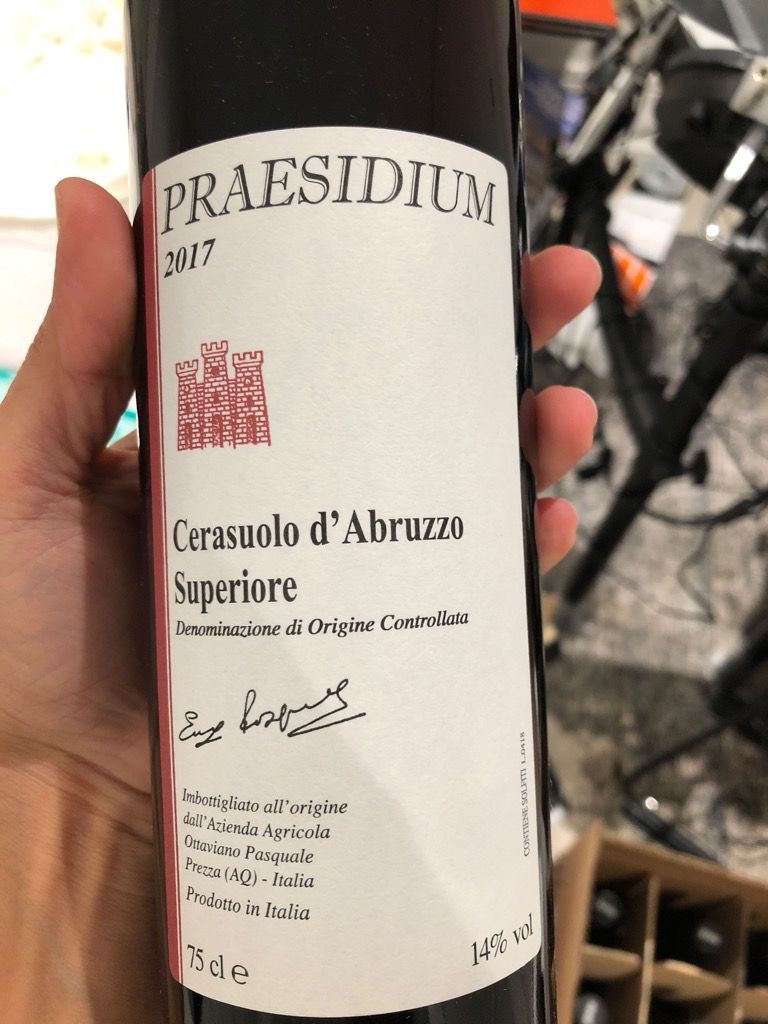 PRAESIDIUM
2017
Cerasuolo d'Abruzzo
Superiore
Denominazione di Origine Controllata
Imbottigliato all'origine
dall'Azienda Agricola
Ottaviano Pasquale
Prezza (AQ) - Italia
Prodotto in Italia
75 cl e
14% vol
CONTIENE SOLFITI L.0418